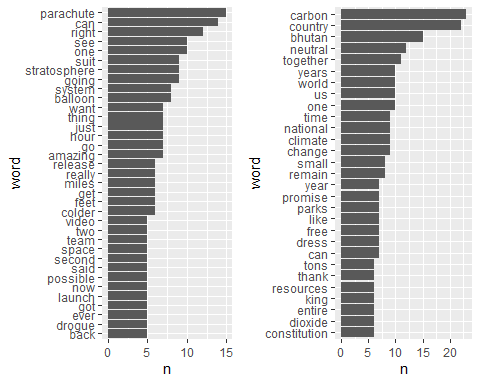 parachute
can
right
see
one
suit
stratosphere
going
system
balloon
want
thing
just
hour
go
amazing
release
really
miles
get
feet
colder
video
two
team
space
second
said
possible
now
launch
got
ever
drogue
back
0 5 10 15
n
word
carbon
country
bhutan
neutral
together
years
world
us
one
time
national
climate
change
small
remain
year
promise
parks
like
free
dress
can
tons
thank
resources
king
entire
dioxide
constitution
0 5 10 15 20
n
word